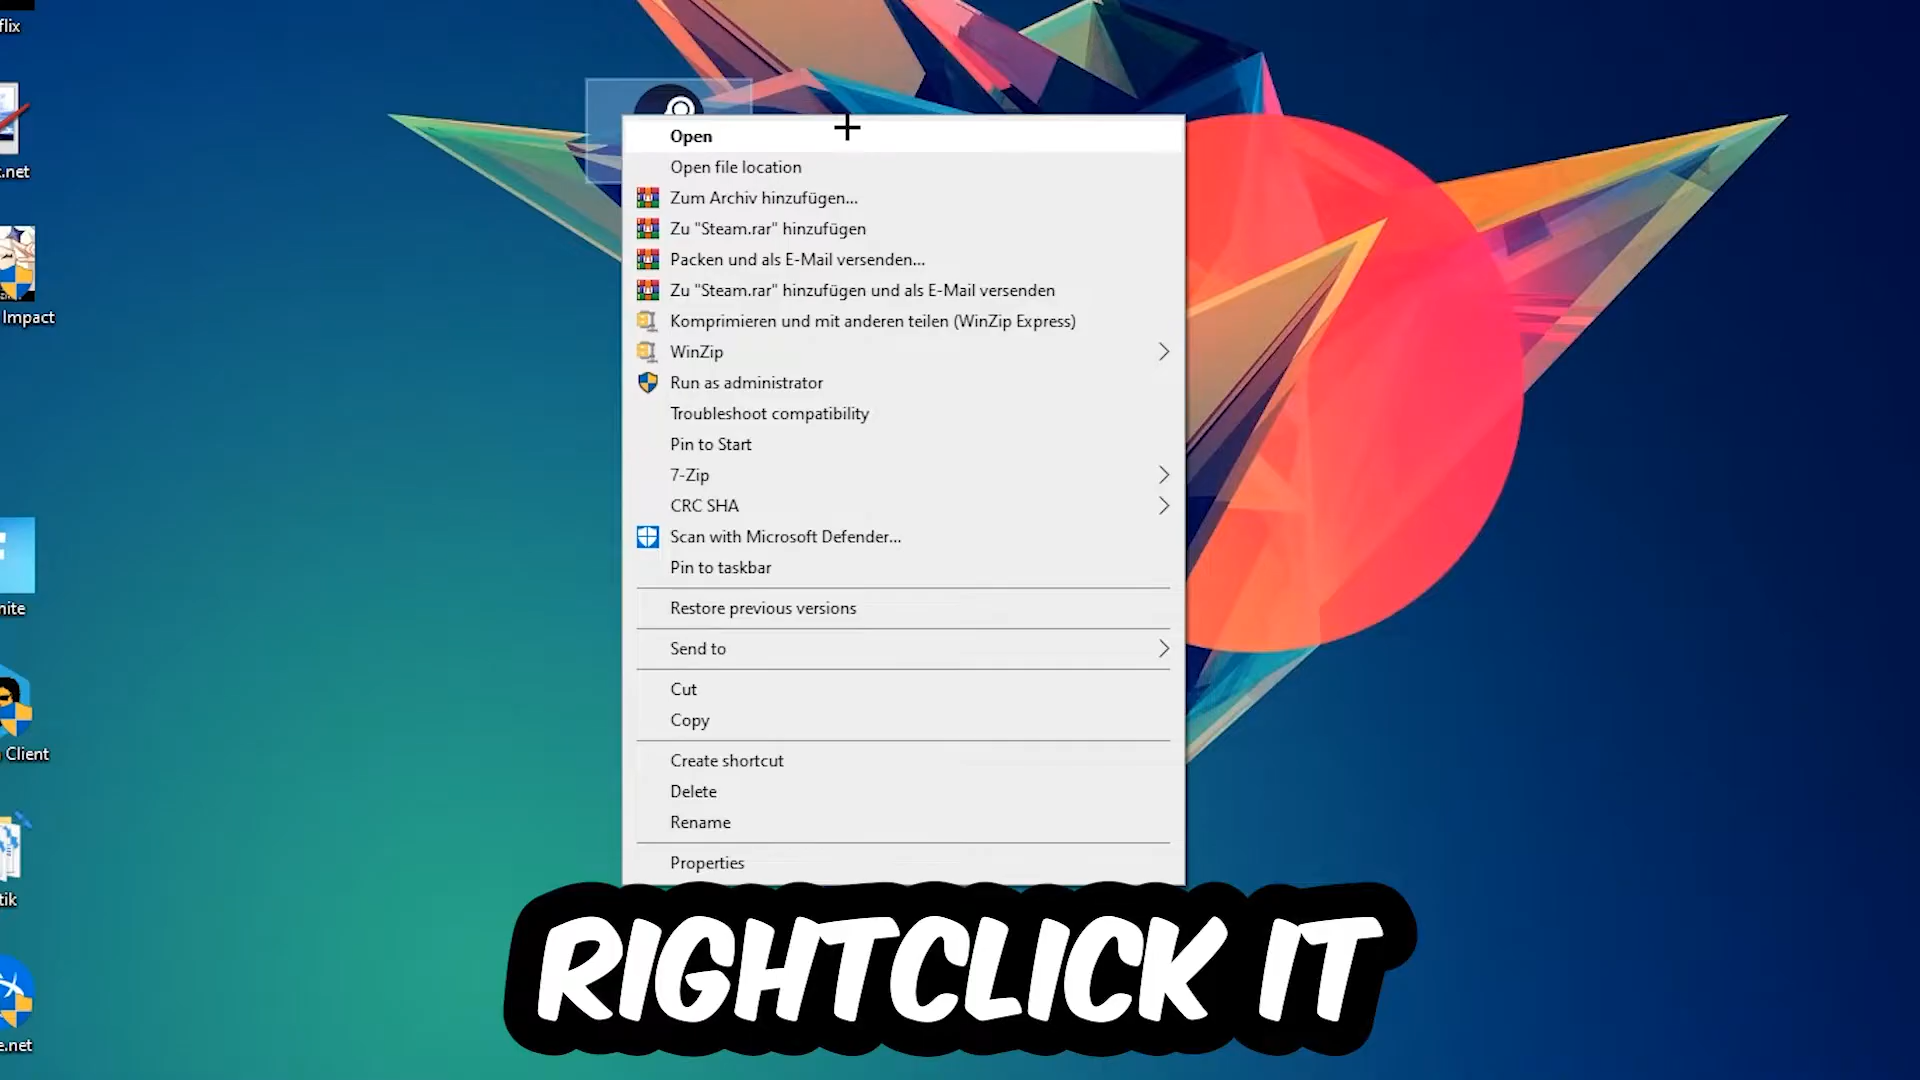 flix
.net
Impact
nite
Client
tik
e.net
Open
Open file location
Zum Archiv hinzufügen...
Zu "Steam.rar" hinzufügen
Packen und als E-Mail versenden...
Zu "Steam.rar" hinzufügen und als E-Mail versenden
Komprimieren und mit anderen teilen (WinZip Express)
WinZip
Run as administrator
Troubleshoot compatibility
Pin to Start
7-Zip
CRC SHA
Scan with Microsoft Defender...
Pin to taskbar
Restore previous versions
Send to
Cut
Copy
Create shortcut
Delete
Rename
Properties
RIGHTCLICK IT